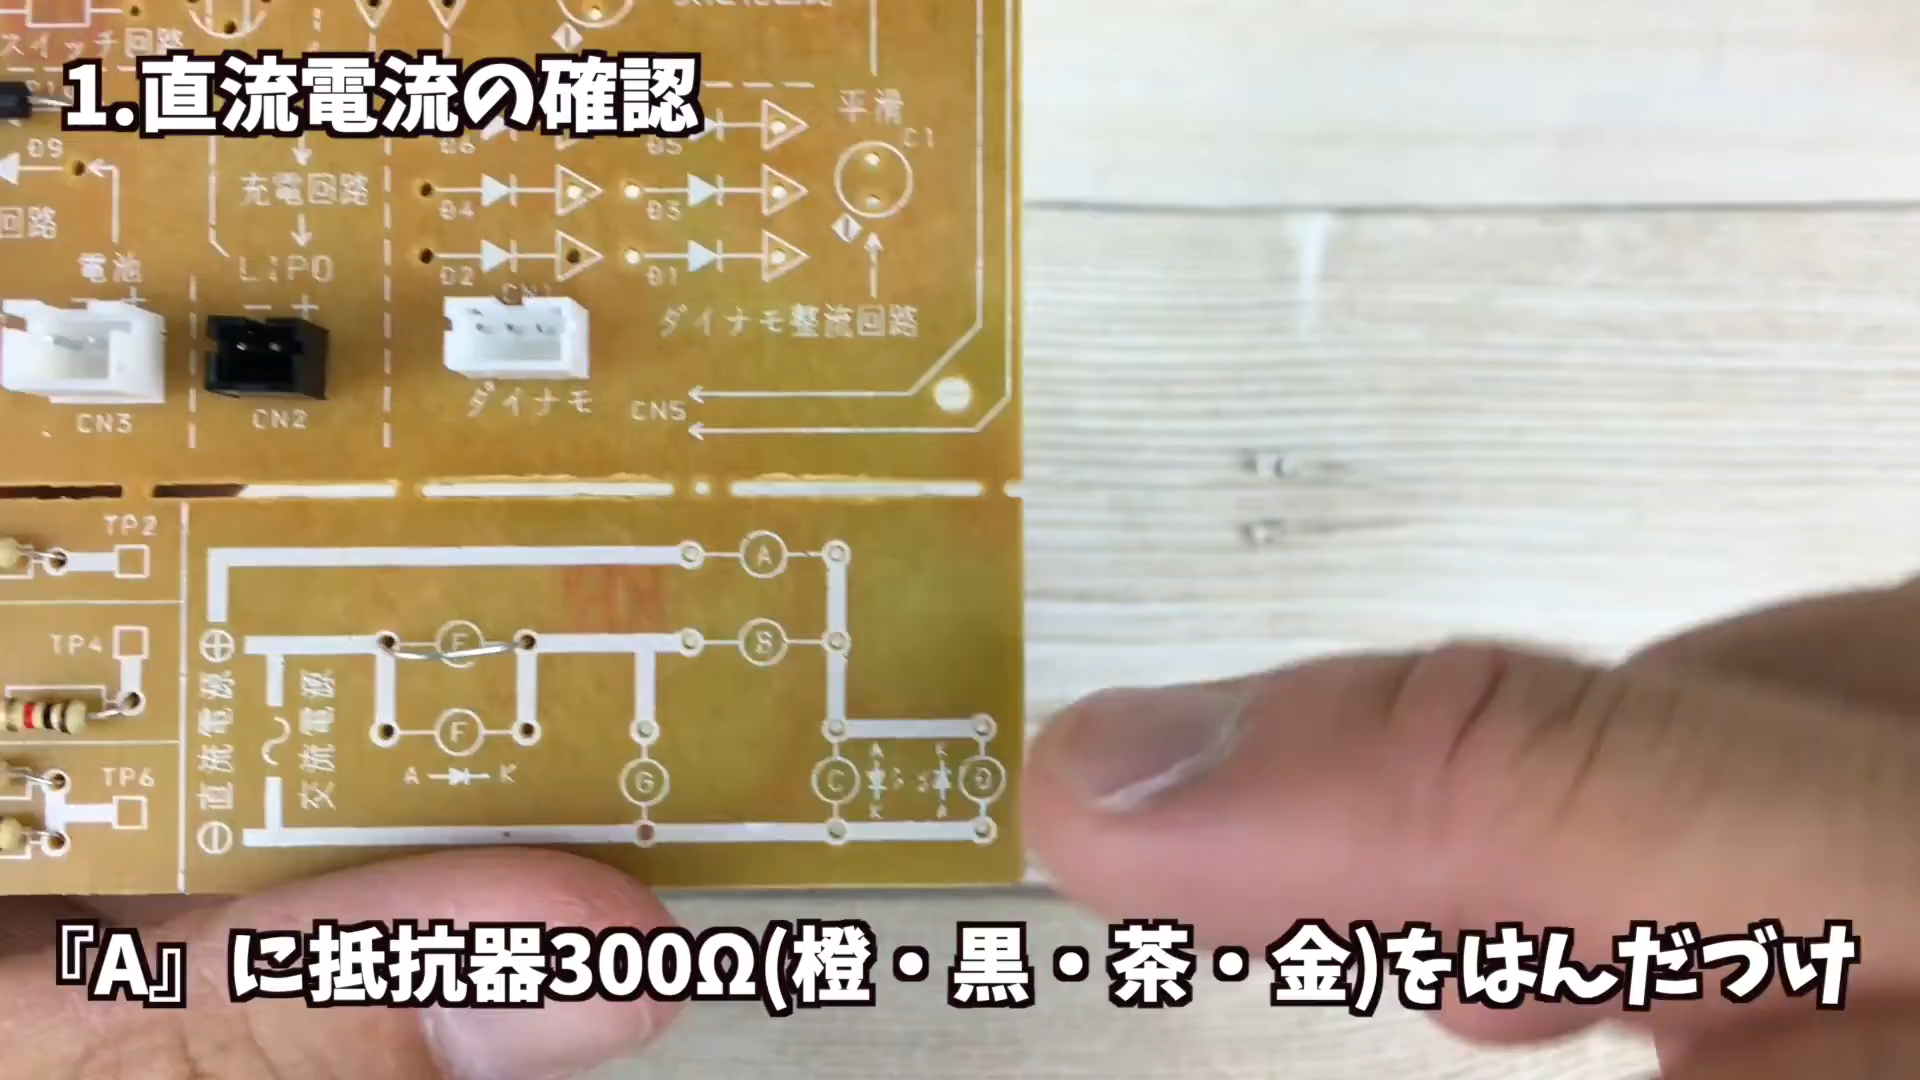 スイッチ回路
1.直流電流の確認
平滑
C1
D9
D6
D5
充電回路
D4
D3
回路
電池
LiPO
D2
D1
CN1
ダイナモ整流回路
ダイナモ
CN5
CN3
CN2
TP2
A
TP4
E
B
直流電源
交流電源
F
A
K
TP6
G
C
D
A
K
K
A
『A』に抵抗器300Ω(橙・黒・茶・金)をはんだづけ